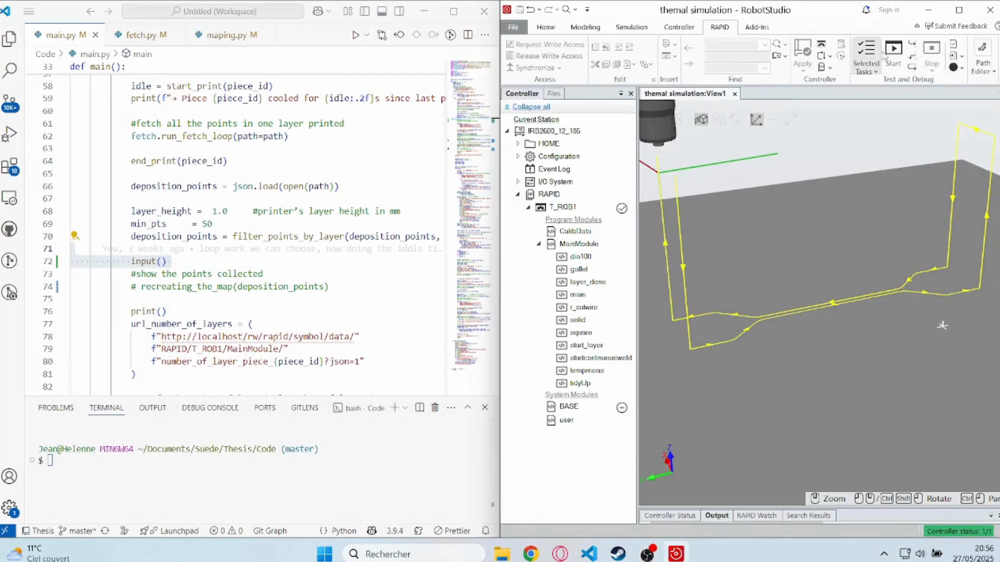 Untitled (Workspace)
main.py M
fetch.py M
maping.py M
Code
main.py
main
33 def main():
58 idle = start_print(piece_id)
59 print(f"→ Piece {piece_id} cooled for {idle:.2f}s since last p
60
61 #fetch all the points in one layer printed
62 fetch.run_fetch_loop(path=path)
63
64 end_print(piece_id)
65
66 deposition_points = json.load(open(path))
67
68 layer_height = 1.0 #printer's layer height in mm
69 min_pts = 50
70 deposition_points = filter_points_by_layer(deposition_points,
71 You, 3 weeks ago • loop work we can choose, now doing the iddle ti…
72 input()
73 #show the points collected
74 # recreating_the_map(deposition_points)
75
76 print()
77 url_number_of_layers = (
78 f"http://localhost/rw/rapid/symbol/data/"
79 f"RAPID/T_ROB1/MainModule/"
80 f"number_of_layer_piece_{piece_id}?json=1"
81 )
82
10K+
10
1
PROBLEMS
TERMINAL
OUTPUT
DEBUG CONSOLE
PORTS
GITLENS
bash - Code
Jean@Helenne MINGW64 ~/Documents/Suede/Thesis/Code (master)
$
Thesis
master*
Launchpad
0
0
Git Graph
{ } Python
3.9.4
Prettier
themal simulation - RobotStudio
Sign in
File
Home
Modeling
Simulation
Controller
RAPID
Add-Ins
Submit Feedback
Request Write Access
Release Write Access
Synchronize
Access
Edit
Insert
Find
Apply
Controller
Selected
Tasks
Start
Stop
Test and Debug
Path
Editor
Controller
Files
Collapse all
Current Station
IRB2600_12_185
HOME
Configuration
Event Log
I/O System
RAPID
T_ROB1
Program Modules
CalibData
MainModule
dia100
gallel
layer_done
main
r_culwire
solid
square
start_layer
startcontinuousweld
tempmeas
tidyUp
System Modules
BASE
user
themal simulation:View1
Z
X
Zoom
Ctrl
Shift
Rotate
Ctrl
Pan
Controller Status
Output
RAPID Watch
Search Results
Controller status: 1/1
11°C
Ciel couvert
Rechercher
20:56
27/05/2025